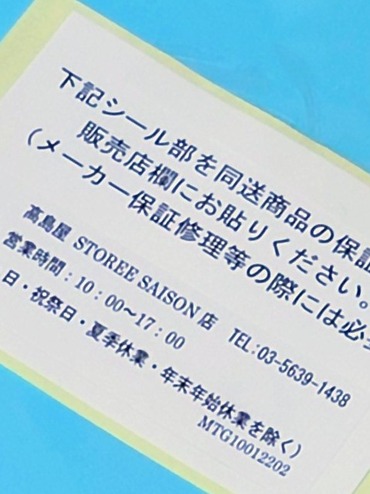 下記シール部を同送商品の保証
販売店欄にお貼りください。
（メーカー保証修理等の際には必
髙島屋 STOREE SAISON店 TEL:03-5639-1438
営業時間：10：00〜17：00
日・祝祭日・夏季休業・年末年始休業を除く）
MTG10012202